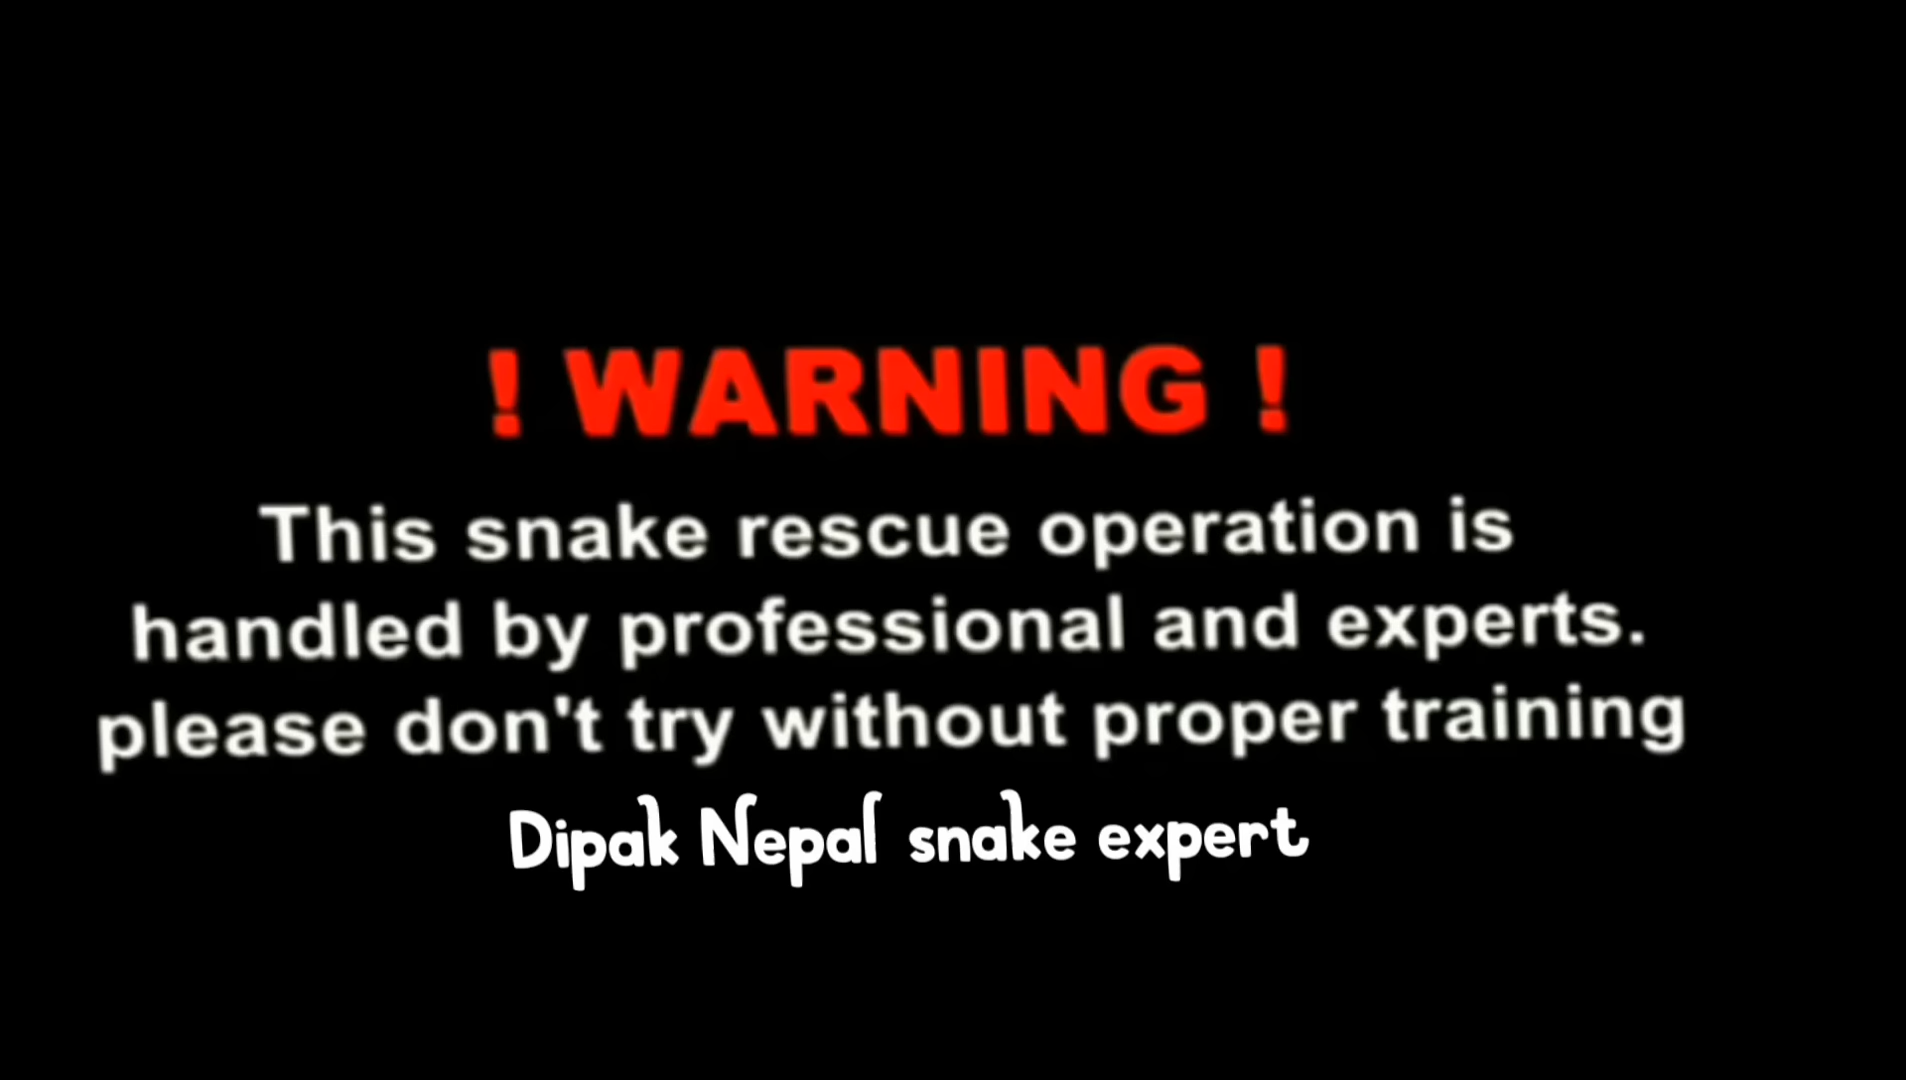 ! WARNING !
This snake rescue operation is
handled by professional and experts.
please don't try without proper training
Dipak Nepal snake expert